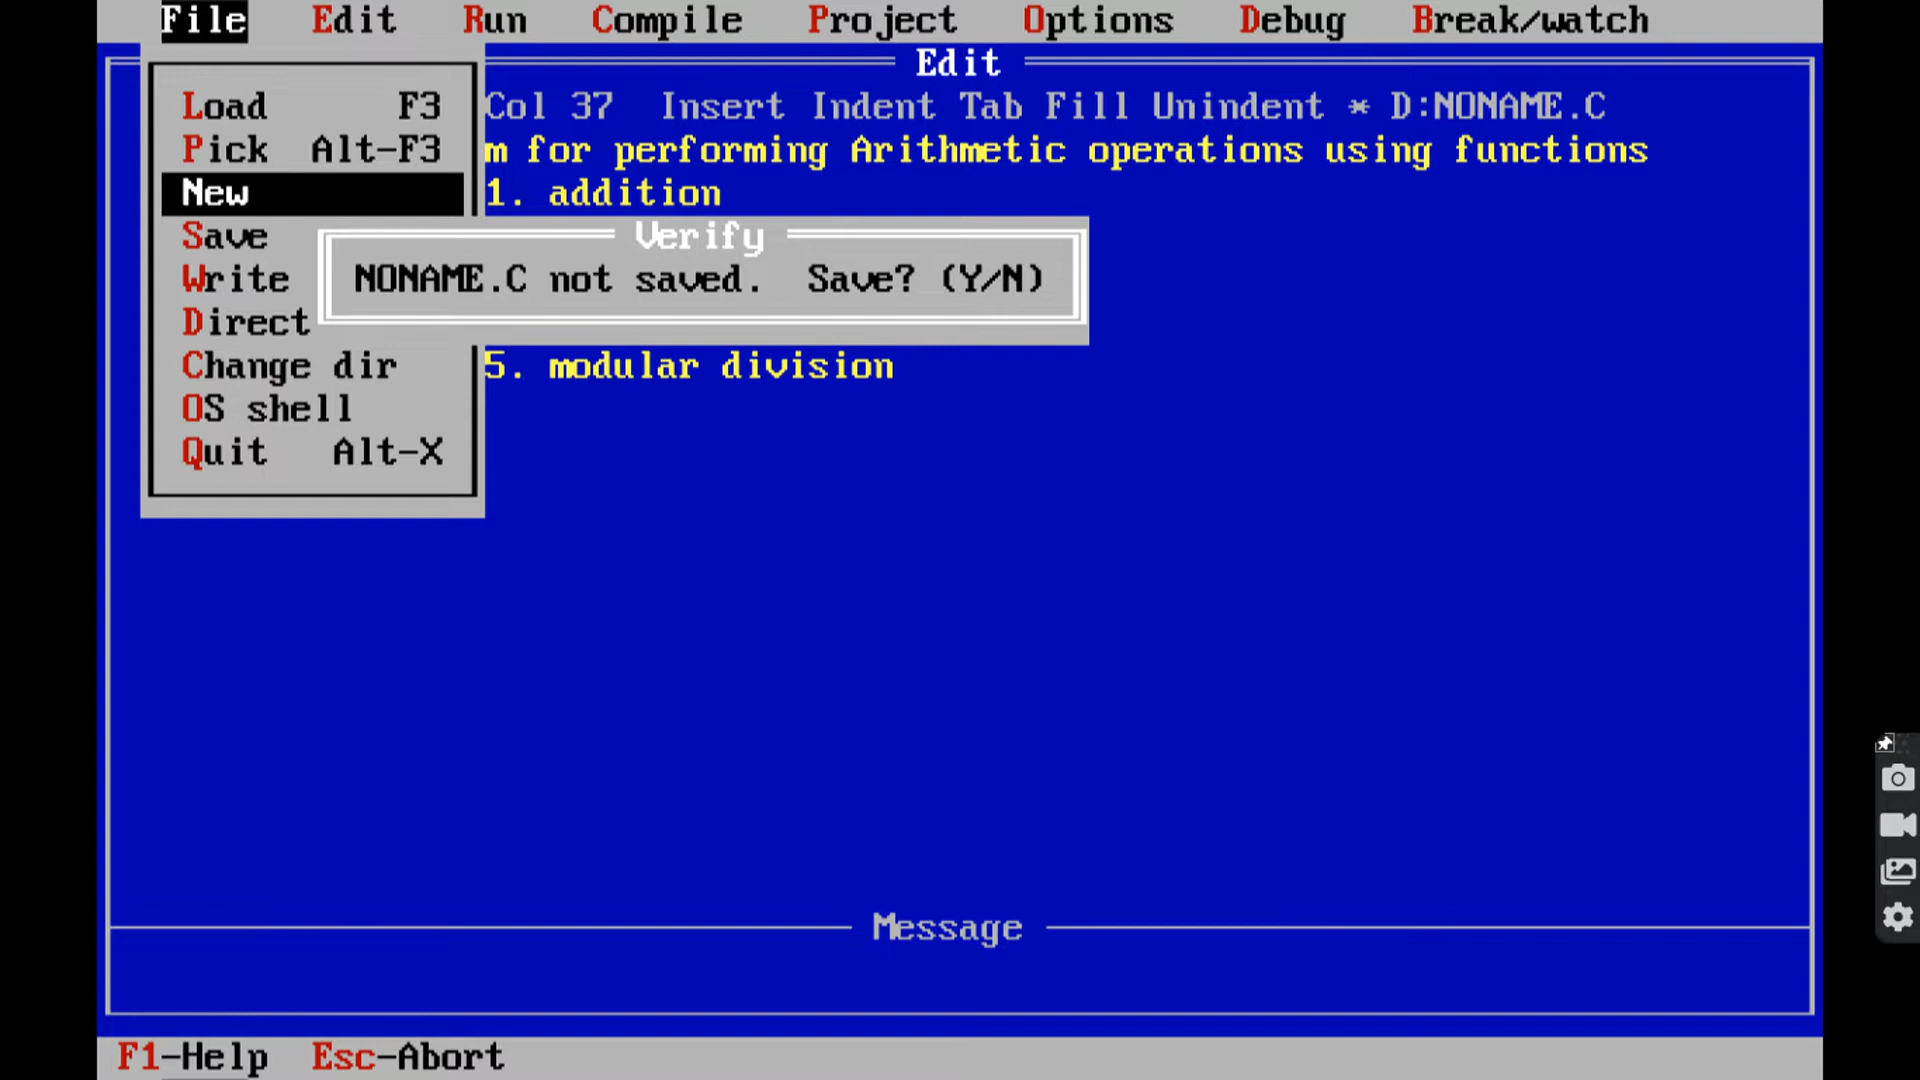 File Edit Run Compile Project Options Debug Break/watch
Edit
Load F3
Col 37 Insert Indent Tab Fill Unindent * D:NONAME.C
Pick Alt-F3
m for performing Arithmetic operations using functions
New
1. addition
Save
Verify
Write
NONAME.C not saved. Save? (Y/N)
Direct
Change dir
5. modular division
OS shell
Quit Alt-X
Message
F1-Help Esc-Abort